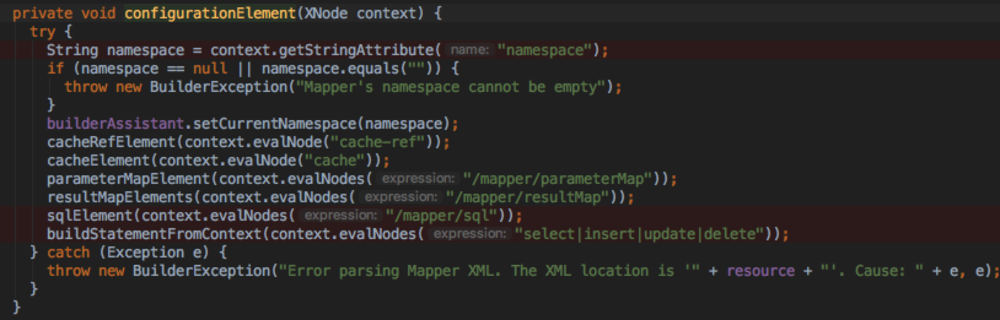 private void configurationElement(XNode context) {
try {
String namespace = context.getStringAttribute( name: "namespace");
if (namespace == null || namespace.equals("")) {
throw new BuilderException("Mapper's namespace cannot be empty");
}
builderAssistant.setCurrentNamespace(namespace);
cacheRefElement(context.evalNode("cache-ref"));
cacheElement(context.evalNode("cache"));
parameterMapElement(context.evalNodes( expression: "/mapper/parameterMap"));
resultMapElements(context.evalNodes( expression: "/mapper/resultMap"));
sqlElement(context.evalNodes( expression: "/mapper/sql"));
buildStatementFromContext(context.evalNodes( expression: "select|insert|update|delete"));
} catch (Exception e) {
throw new BuilderException("Error parsing Mapper XML. The XML location is '" + resource + "'. Cause: " + e, e);
}
}